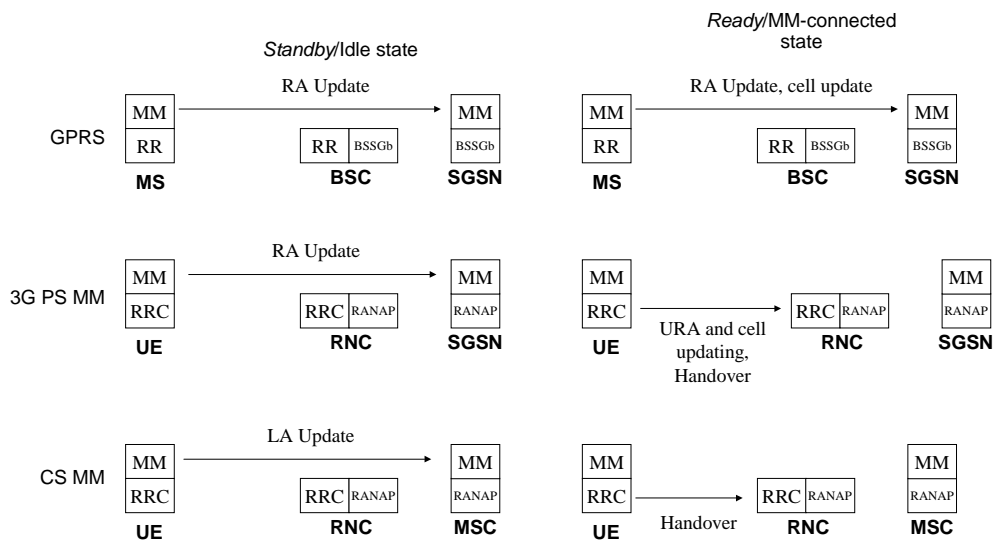 Ready/MM-connected
state
Standby/Idle state
RA Update
RA Update, cell update
GPRS
MM
RR
MS
RR
BSSGb
BSC
MM
BSSGb
SGSN
MM
RR
MS
RR
BSSGb
BSC
MM
BSSGb
SGSN
3G PS MM
RA Update
MM
RRC
UE
RRC
RANAP
RNC
MM
RANAP
SGSN
MM
RRC
UE
URA and cell
updating,
Handover
RRC
RANAP
RNC
MM
RANAP
SGSN
CS MM
LA Update
MM
RRC
UE
RRC
RANAP
RNC
MM
RANAP
MSC
MM
RRC
UE
Handover
RRC
RANAP
RNC
MM
RANAP
MSC